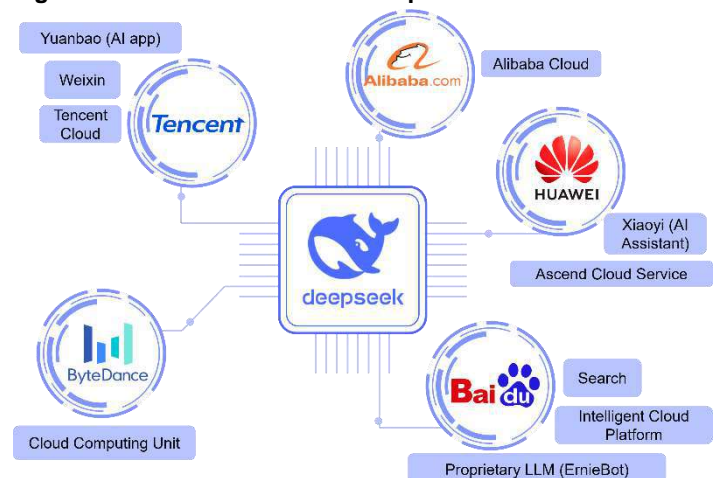 Yuanbao (AI app)
Weixin
Tencent
Cloud
Tencent
Alibaba.com
Alibaba Cloud
HUAWEI
Xiaoyi (AI
Assistant)
Ascend Cloud Service
deepseek
ByteDance
Cloud Computing Unit
Bai du
Search
Intelligent Cloud
Platform
Proprietary LLM (ErnieBot)